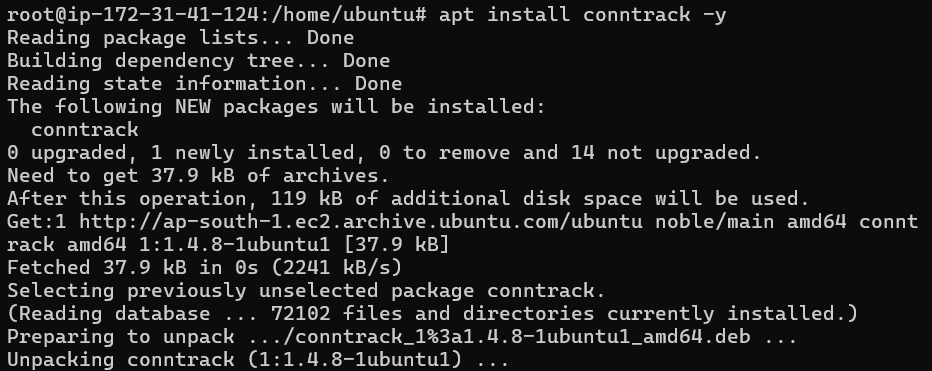 root@ip-172-31-41-124:/home/ubuntu# apt install conntrack -y
Reading package lists... Done
Building dependency tree... Done
Reading state information... Done
The following NEW packages will be installed:
  conntrack
0 upgraded, 1 newly installed, 0 to remove and 14 not upgraded.
Need to get 37.9 kB of archives.
After this operation, 119 kB of additional disk space will be used.
Get:1 http://ap-south-1.ec2.archive.ubuntu.com/ubuntu noble/main amd64 connt
rack amd64 1:1.4.8-1ubuntu1 [37.9 kB]
Fetched 37.9 kB in 0s (2241 kB/s)
Selecting previously unselected package conntrack.
(Reading database ... 72102 files and directories currently installed.)
Preparing to unpack .../conntrack_1%3a1.4.8-1ubuntu1_amd64.deb ...
Unpacking conntrack (1:1.4.8-1ubuntu1) ...